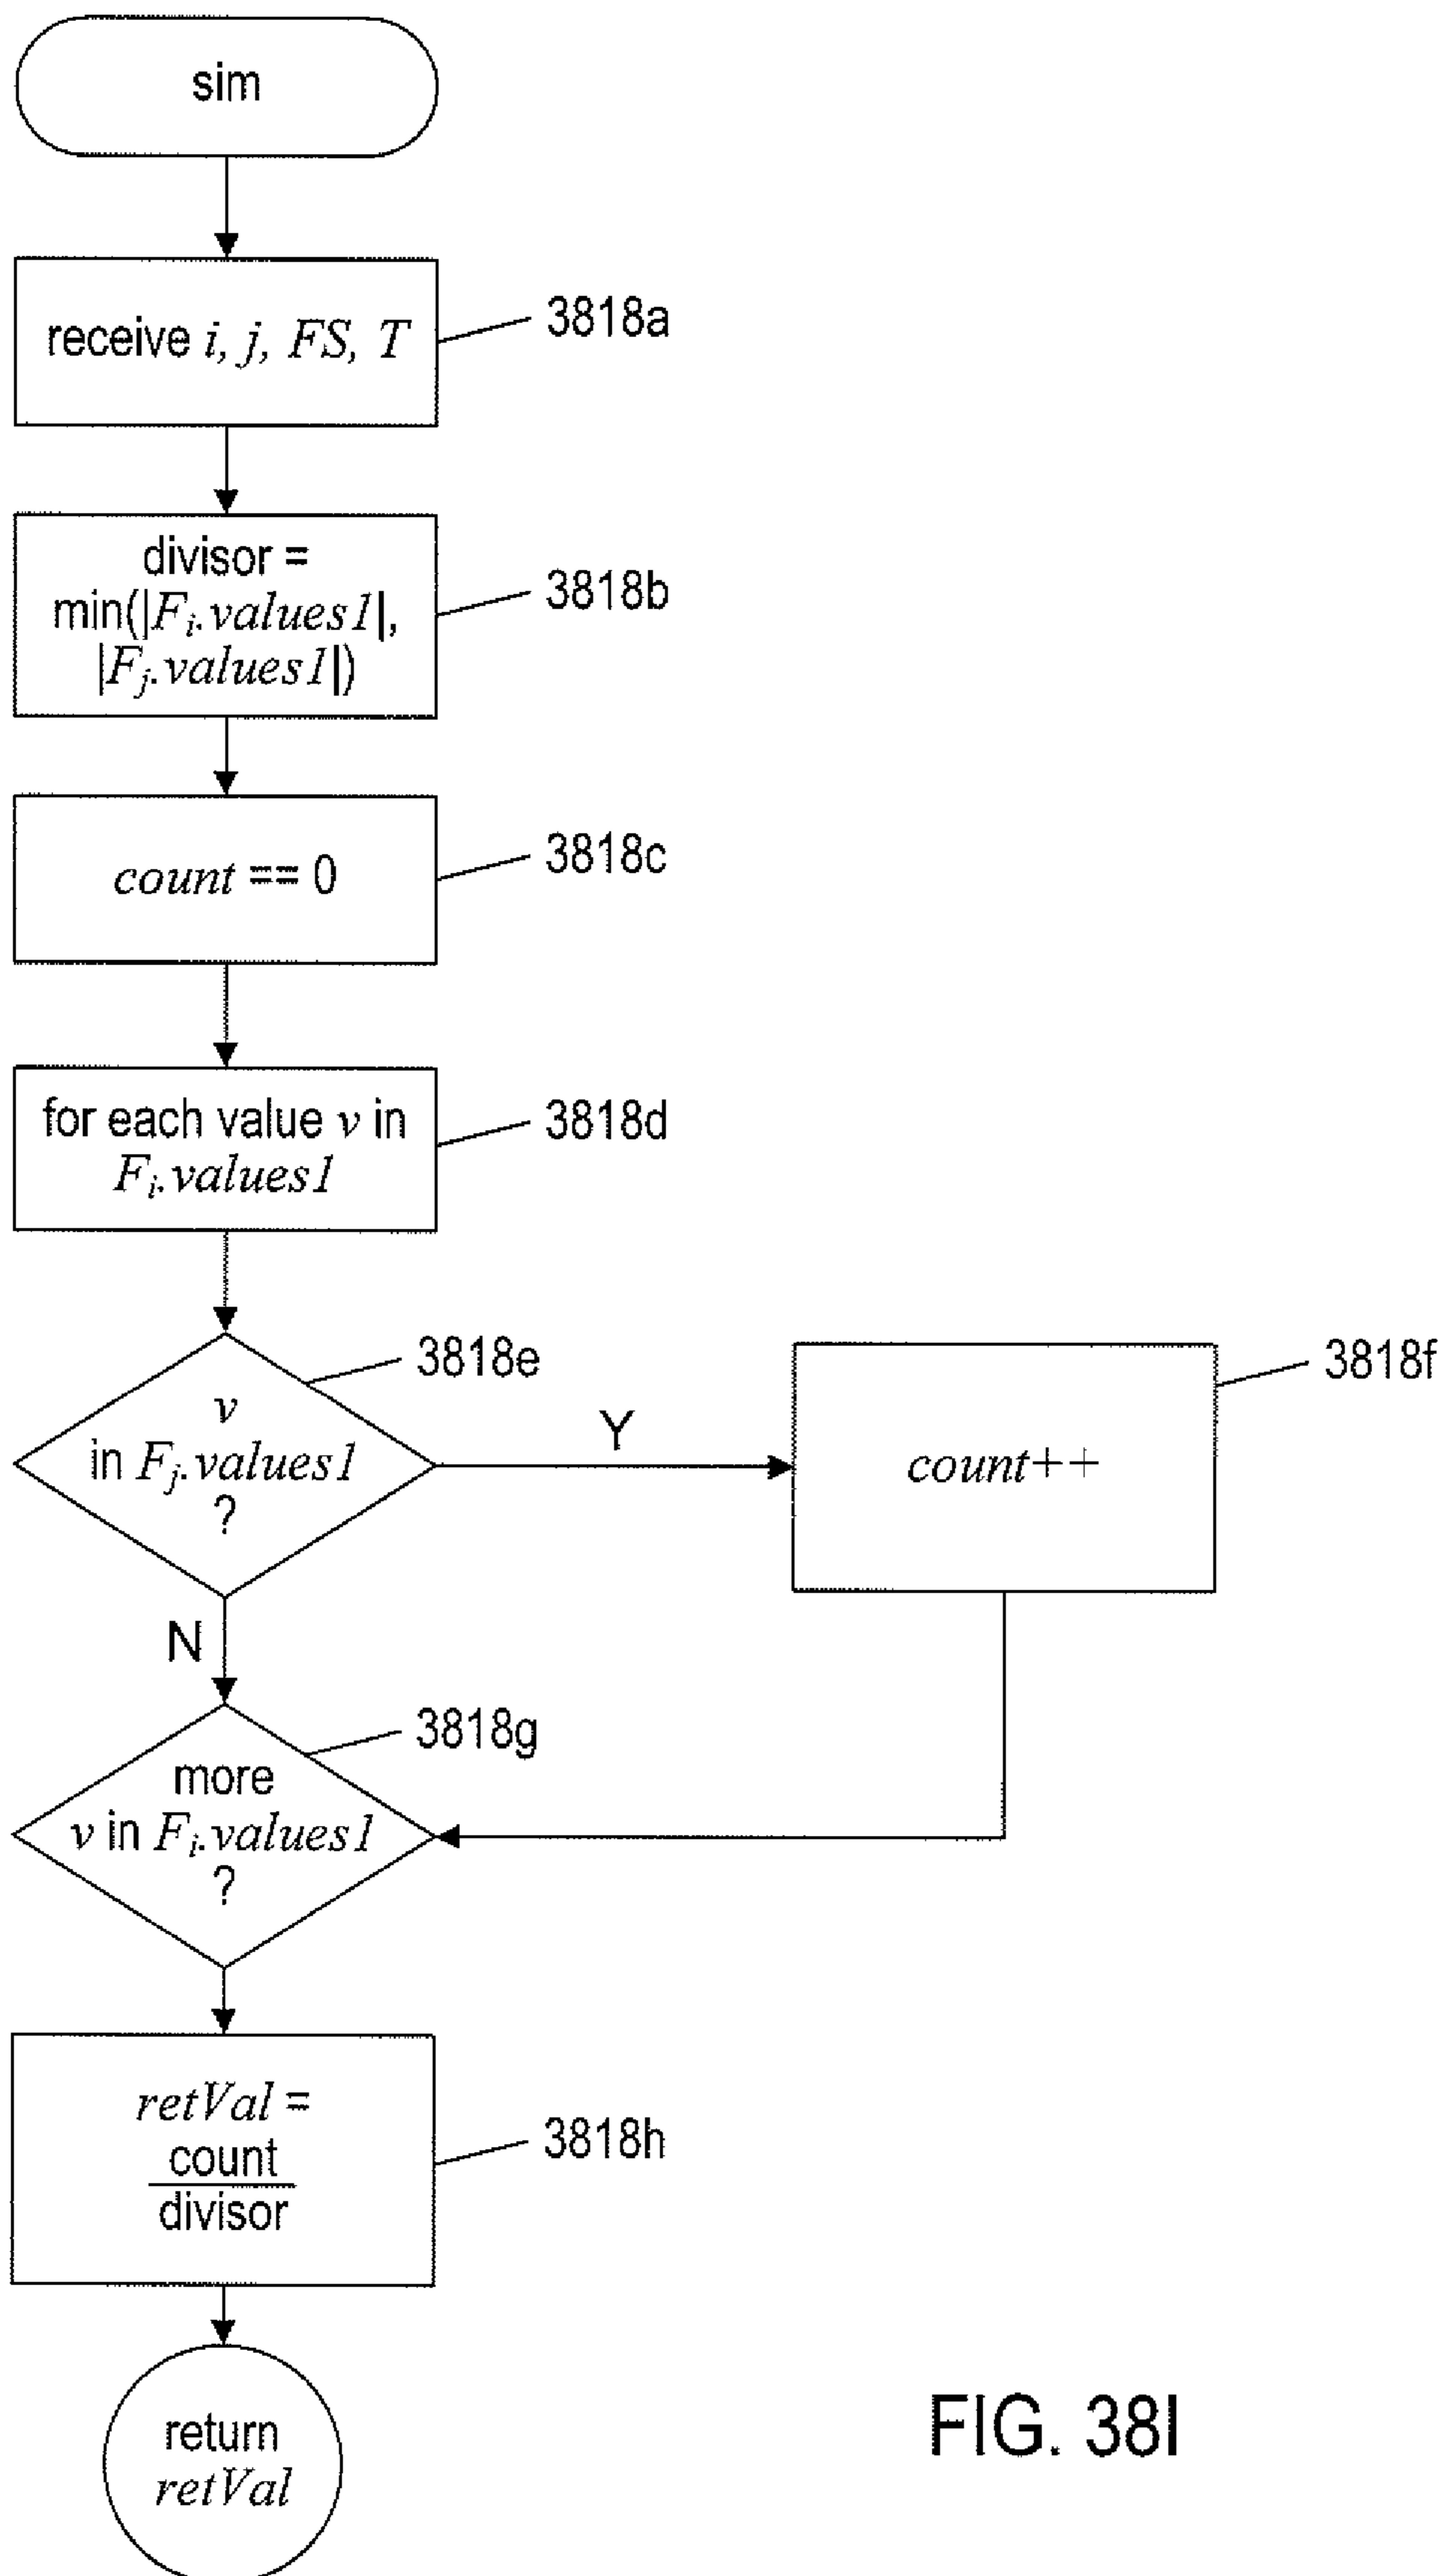 sim
receive i, j, FS, T
3818a
divisor =
min(|Fi.values1|,
|Fj.values1|)
3818b
count == 0
3818c
for each value v in
Fi.values1
3818d
v
in Fj.values1
?
3818e
Y
count++
3818f
N
more
v in Fi.values1
?
3818g
retVal =
count
divisor
3818h
return
retVal
FIG. 38I